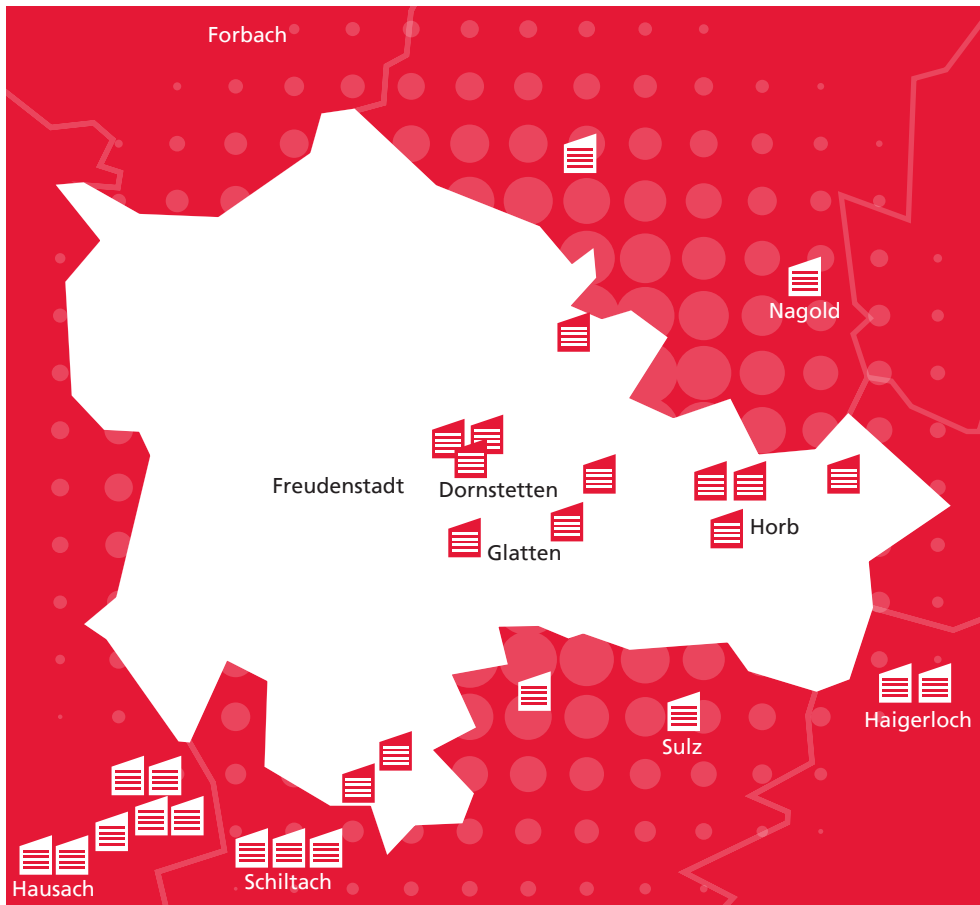 Forbach
Nagold
Freudenstadt
Dornstetten
Horb
Glatten
Haigerloch
Sulz
Schiltach
Hausach